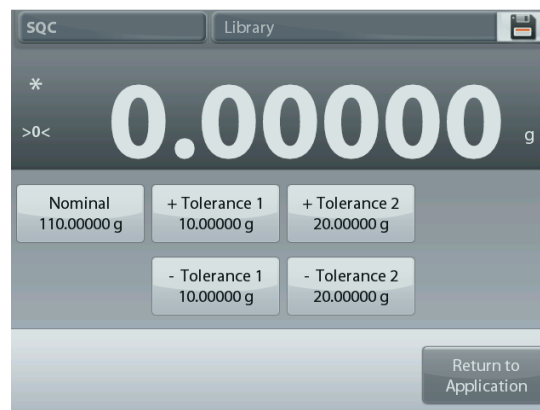 SQC
Library
*
>0<
0.00000 g
Nominal
110.00000 g
+ Tolerance 1
10.00000 g
+ Tolerance 2
20.00000 g
- Tolerance 1
10.00000 g
- Tolerance 2
20.00000 g
Return to
Application